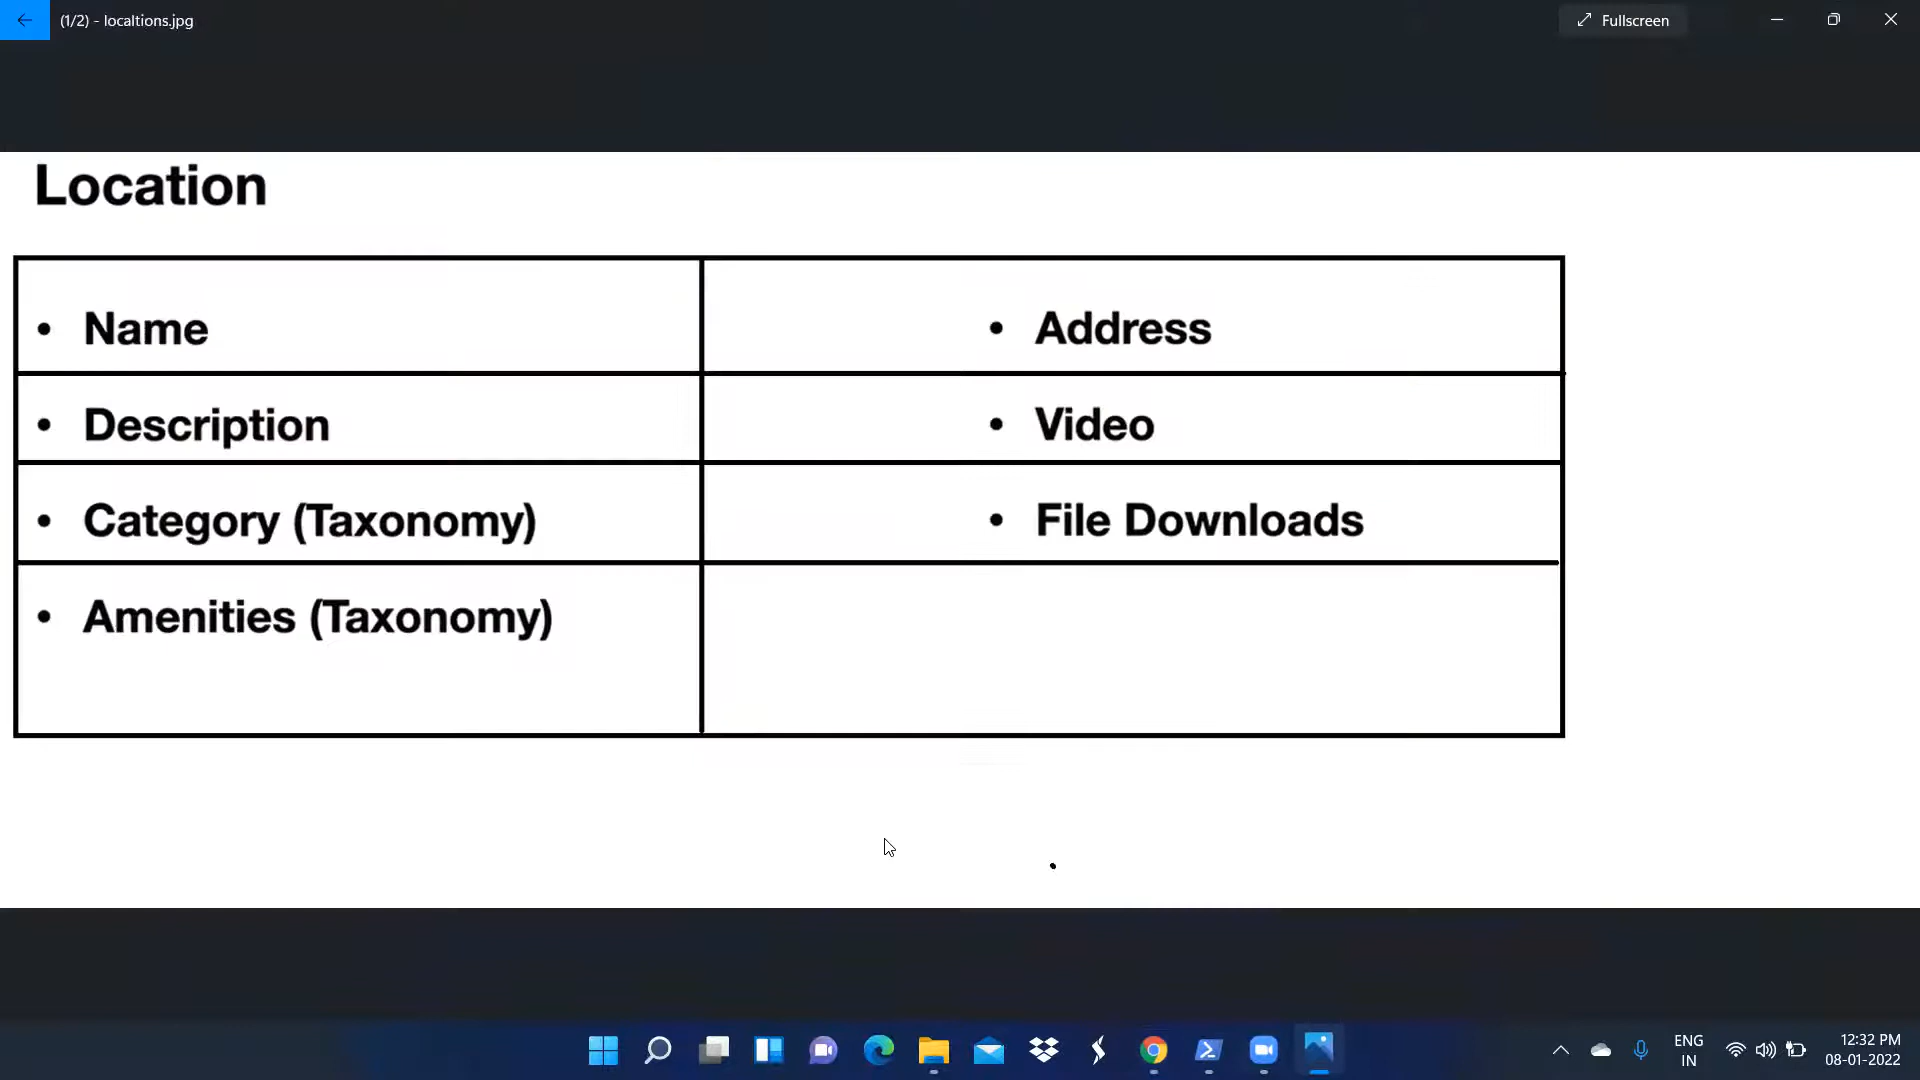 (1/2) - localtions.jpg
Fullscreen
Location
• Name
• Address
• Description
• Video
• Category (Taxonomy)
• File Downloads
• Amenities (Taxonomy)
ENG
IN
12:32 PM
08-01-2022